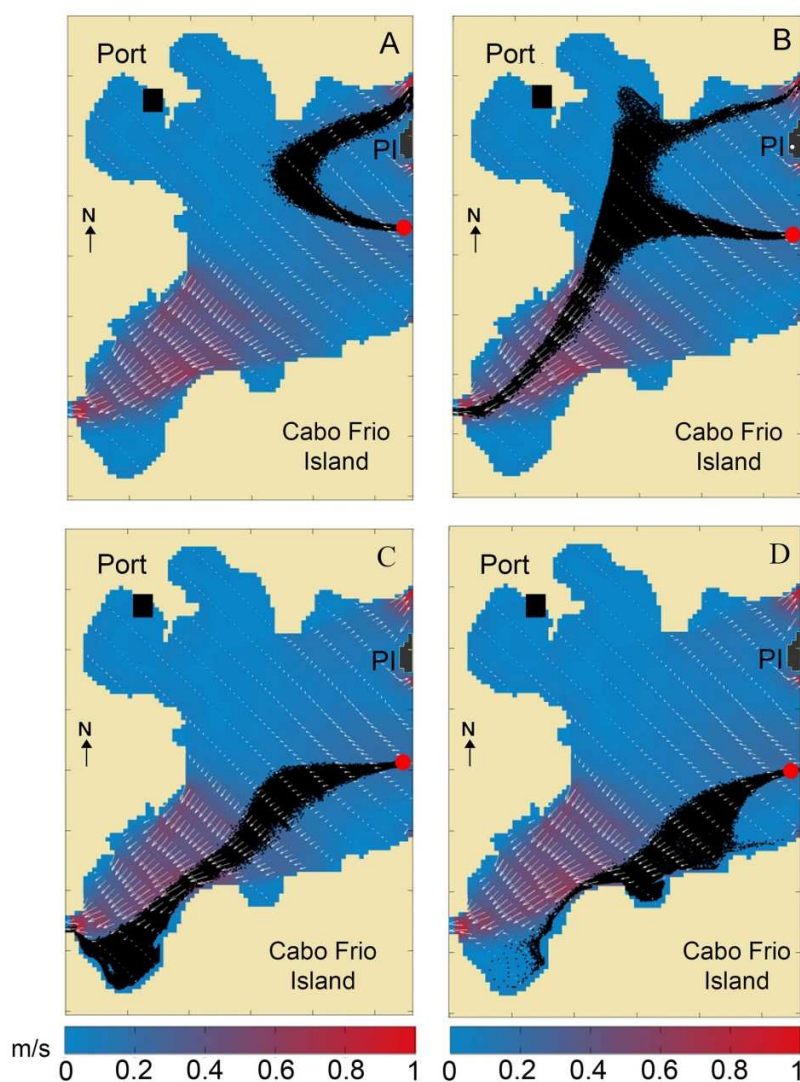 A
Port
PI
N
Cabo Frio
Island
B
Port
PI
N
Cabo Frio
Island
C
Port
PI
N
Cabo Frio
Island
D
Port
PI
N
Cabo Frio
Island
m/s
0 0.2 0.4 0.6 0.8 1
0 0.2 0.4 0.6 0.8 1